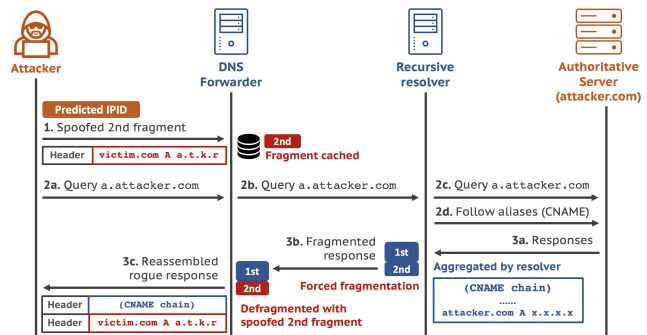 Attacker
DNS
Forwarder
Recursive
resolver
Authoritative
Server
(attacker.com)
Predicted IPID
1. Spoofed 2nd fragment
Header victim.com A a.t.k.r
2nd
Fragment cached
2a. Query a.attacker.com
2b. Query a.attacker.com
2c. Query a.attacker.com
2d. Follow aliases (CNAME)
3a. Responses
Aggregated by resolver
(CNAME chain)
......
attacker.com A x.x.x.x
3b. Fragmented
response
1st
2nd
Forced fragmentation
3c. Reassembled
rogue response
1st
2nd
Defragmented with
spoofed 2nd fragment
Header (CNAME chain)
Header victim.com A a.t.k.r